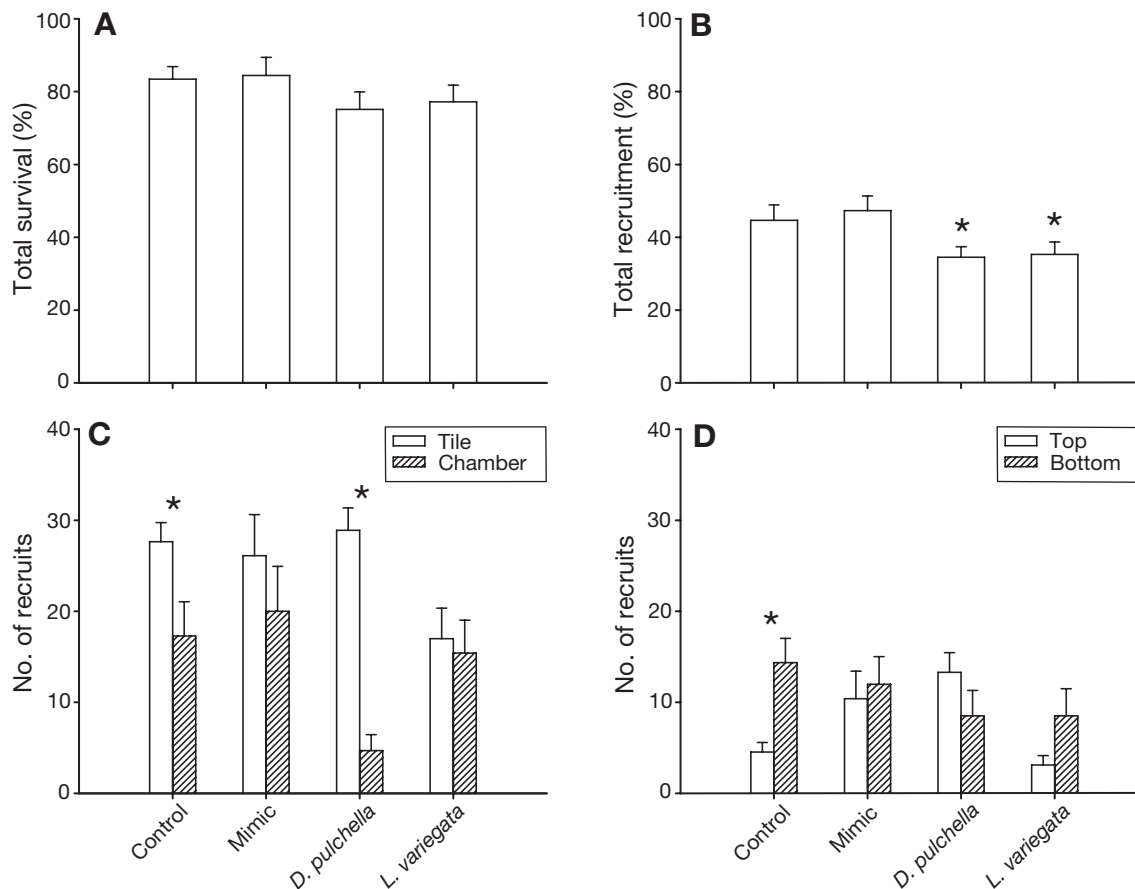 A
Total survival (%)
100
80
60
40
20
0
B
Total recruitment (%)
100
80
60
40
20
0
*
*
C
Tile
Chamber
No. of recruits
40
30
20
10
0
*
*
Control
Mimic
D. pulchella
L. variegata
D
Top
Bottom
No. of recruits
40
30
20
10
0
*
Control
Mimic
D. pulchella
L. variegata